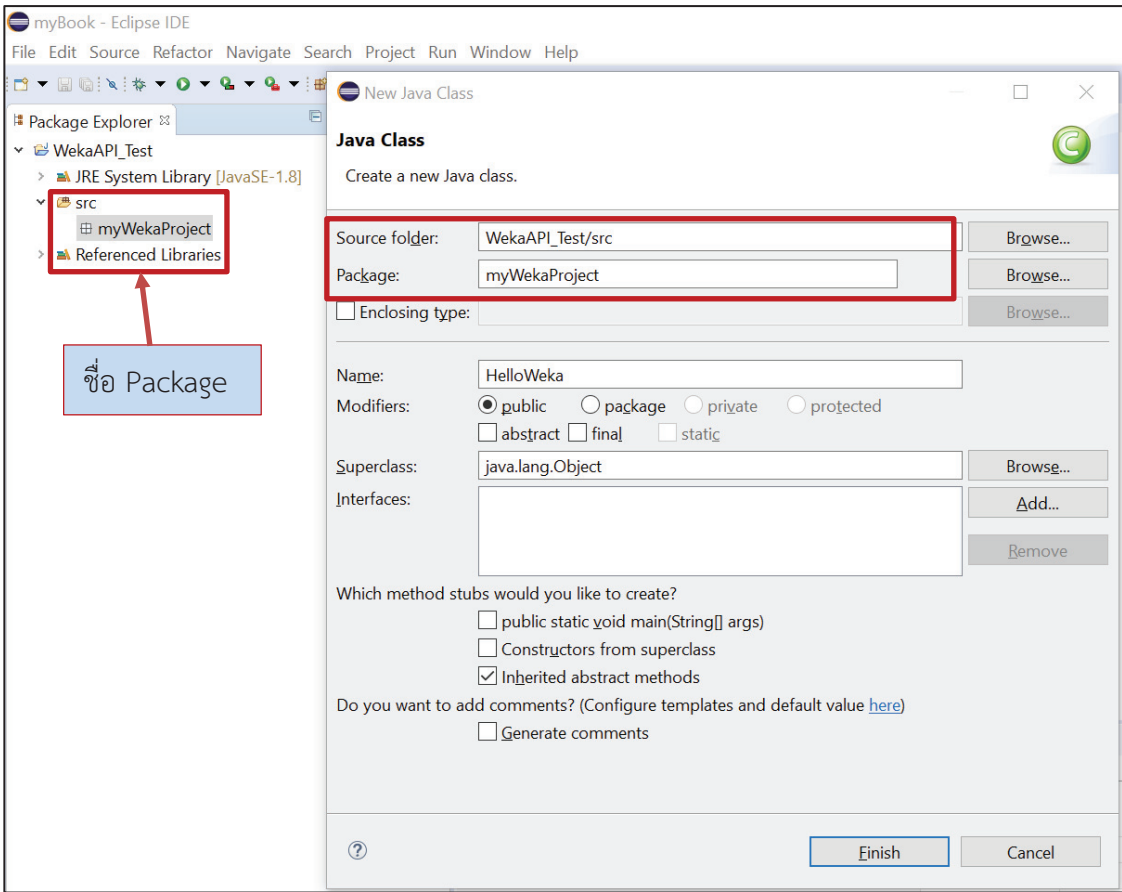 myBook - Eclipse IDE
File Edit Source Refactor Navigate Search Project Run Window Help
Package Explorer
WekaAPI_Test
JRE System Library [JavaSE-1.8]
src
myWekaProject
Referenced Libraries
ชื่อ Package
New Java Class
Java Class
Create a new Java class.
Source folder: WekaAPI_Test/src Browse...
Package: myWekaProject Browse...
Enclosing type: Browse...
Name: HelloWeka
Modifiers: public package private protected
abstract final static
Superclass: java.lang.Object Browse...
Interfaces: Add...
Remove
Which method stubs would you like to create?
public static void main(String[] args)
Constructors from superclass
Inherited abstract methods
Do you want to add comments? (Configure templates and default value here)
Generate comments
Finish Cancel